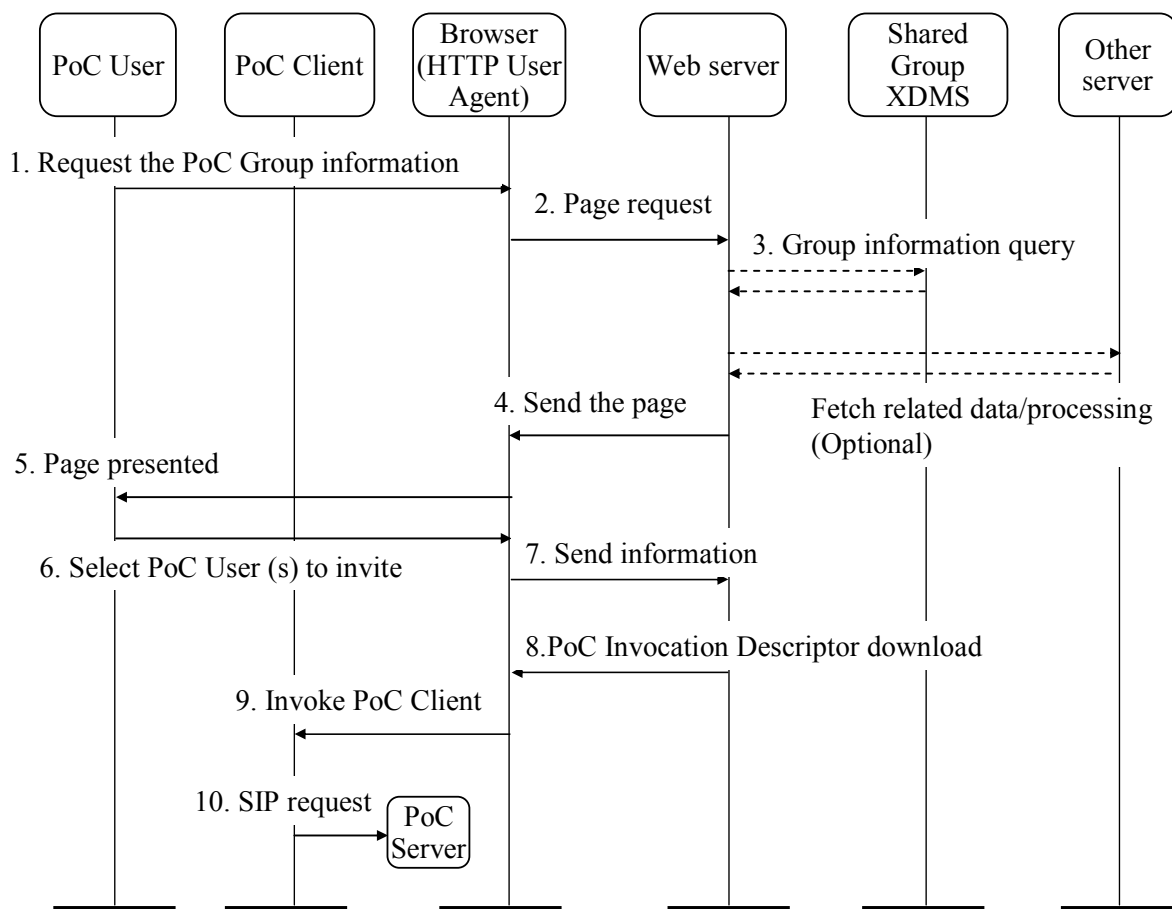 PoC User
PoC Client
Browser
(HTTP User
Agent)
Web server
Shared
Group
XDMS
Other
server
1. Request the PoC Group information
2. Page request
3. Group information query
4. Send the page
Fetch related data/processing
(Optional)
5. Page presented
6. Select PoC User (s) to invite
7. Send information
8.PoC Invocation Descriptor download
9. Invoke PoC Client
10. SIP request
PoC
Server